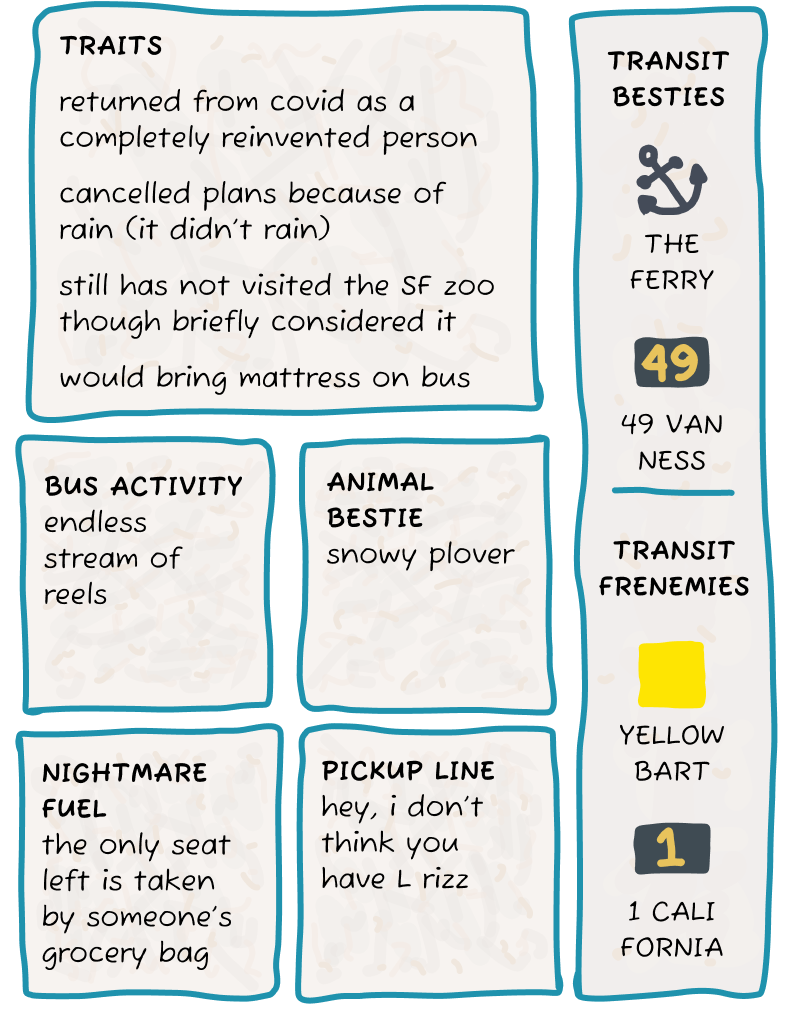 TRAITS
returned from covid as a
completely reinvented person
cancelled plans because of
rain (it didn't rain)
still has not visited the SF zoo
though briefly considered it
would bring mattress on bus
BUS ACTIVITY
endless
stream of
reels
ANIMAL
BESTIE
snowy plover
NIGHTMARE
FUEL
the only seat
left is taken
by someone's
grocery bag
PICKUP LINE
hey, i don't
think you
have L rizz
TRANSIT
BESTIES
THE
FERRY
49
49 VAN
NESS
TRANSIT
FRENEMIES
YELLOW
BART
1
1 CALI
FORNIA